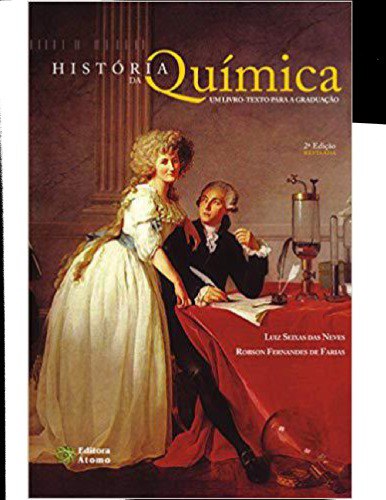 HISTÓRIA
DA
Química
UM LIVRO-TEXTO PARA A GRADUAÇÃO
2ª Edição
REVISADA
LUIZ SEIXAS DAS NEVES
ROBSON FERNANDES DE FARIAS
Editora
Átomo